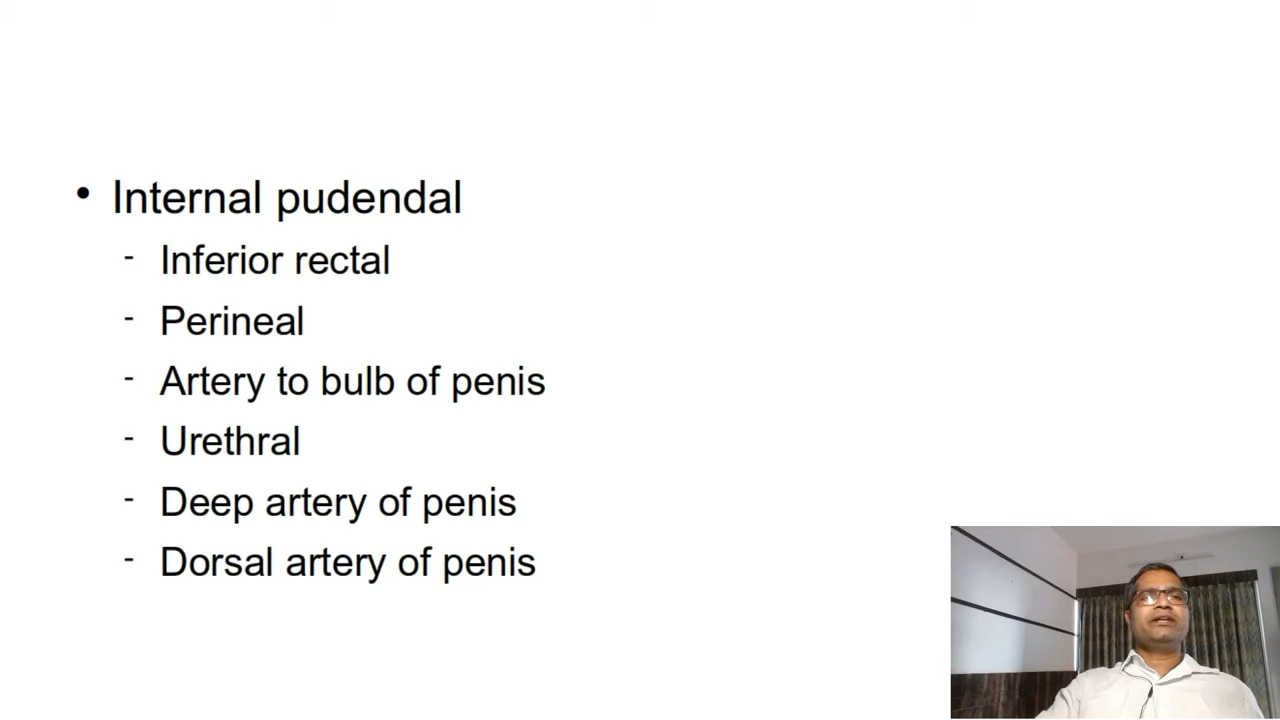 • Internal pudendal
- Inferior rectal
- Perineal
- Artery to bulb of penis
- Urethral
- Deep artery of penis
- Dorsal artery of penis